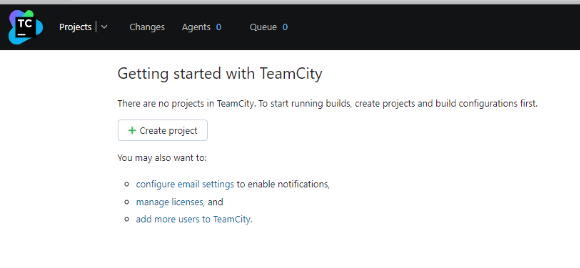 TC
Projects | Changes Agents 0 Queue 0
Getting started with TeamCity
There are no projects in TeamCity. To start running builds, create projects and build configurations first.
+ Create project
You may also want to:
configure email settings to enable notifications,
manage licenses, and
add more users to TeamCity.